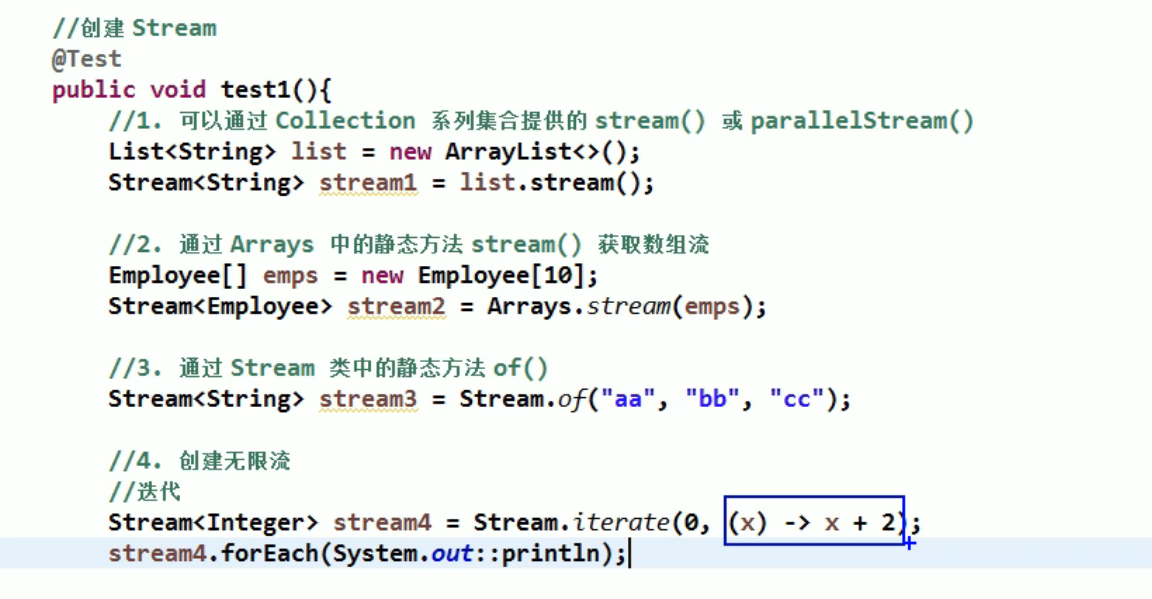 //创建 Stream
@Test
public void test1(){
//1. 可以通过 Collection 系列集合提供的 stream() 或 parallelStream()
List<String> list = new ArrayList<>();
Stream<String> stream1 = list.stream();
//2. 通过 Arrays 中的静态方法 stream() 获取数组流
Employee[] emps = new Employee[10];
Stream<Employee> stream2 = Arrays.stream(emps);
//3. 通过 Stream 类中的静态方法 of()
Stream<String> stream3 = Stream.of("aa", "bb", "cc");
//4. 创建无限流
//迭代
Stream<Integer> stream4 = Stream.iterate(0, (x) -> x + 2);
stream4.forEach(System.out::println);